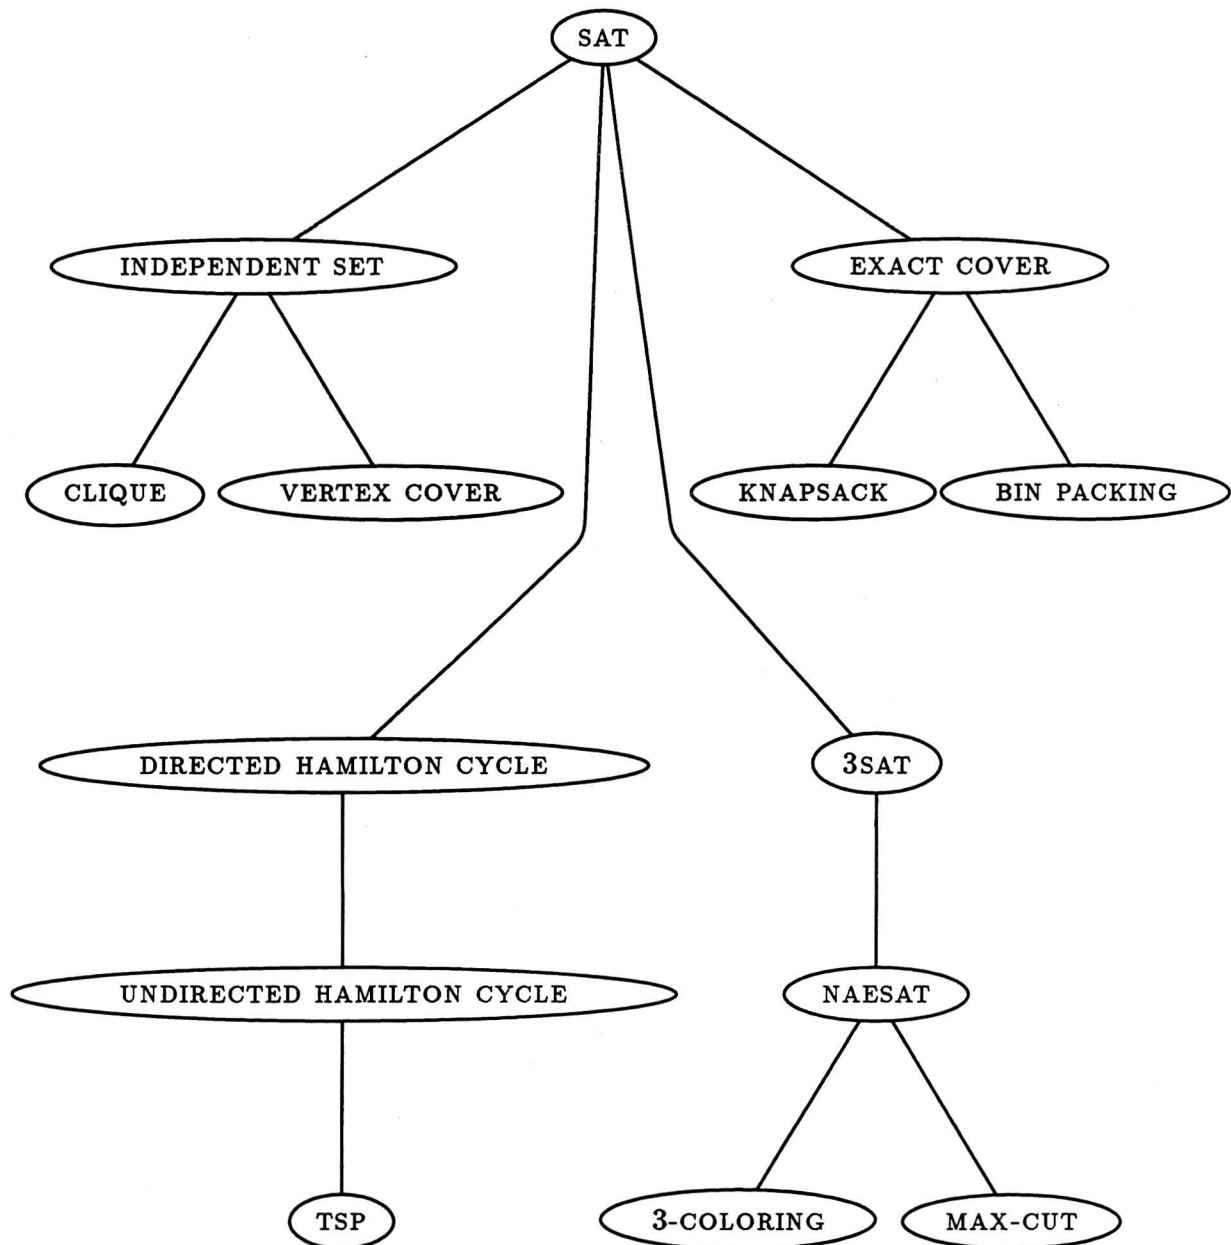 SAT
INDEPENDENT SET
EXACT COVER
CLIQUE
VERTEX COVER
KNAPSACK
BIN PACKING
DIRECTED HAMILTON CYCLE
3SAT
UNDIRECTED HAMILTON CYCLE
NAESAT
TSP
3-COLORING
MAX-CUT